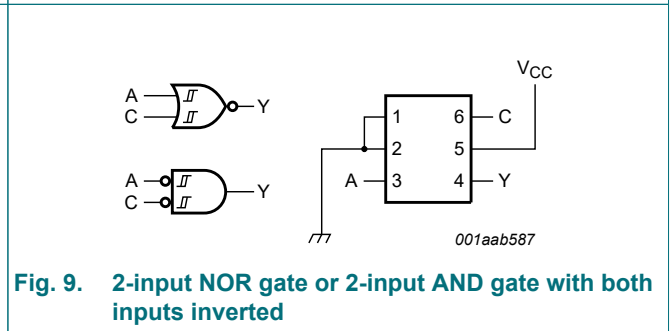 A
C
Y
A
C
Y
VCC
1 6 C
2 5
A 3 4 Y
001aab587
Fig. 9. 2-input NOR gate or 2-input AND gate with both
inputs inverted